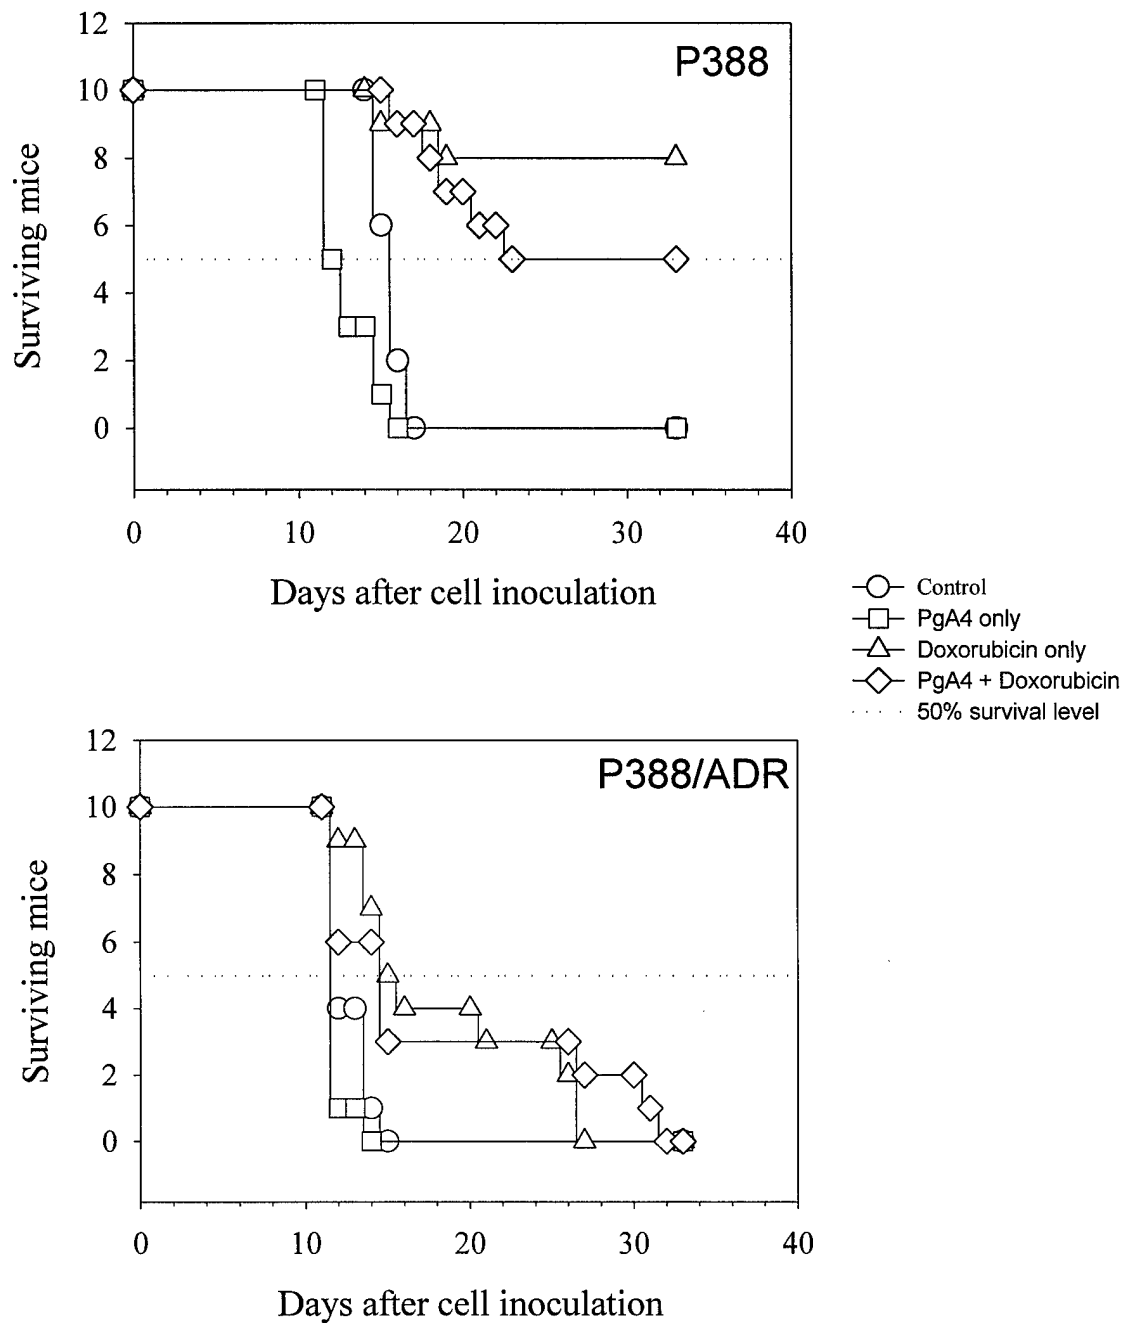 P388
12
10
8
6
4
2
0
Surviving mice
0 10 20 30 40
Days after cell inoculation
Control
PgA4 only
Doxorubicin only
PgA4 + Doxorubicin
50% survival level
P388/ADR
12
10
8
6
4
2
0
Surviving mice
0 10 20 30 40
Days after cell inoculation